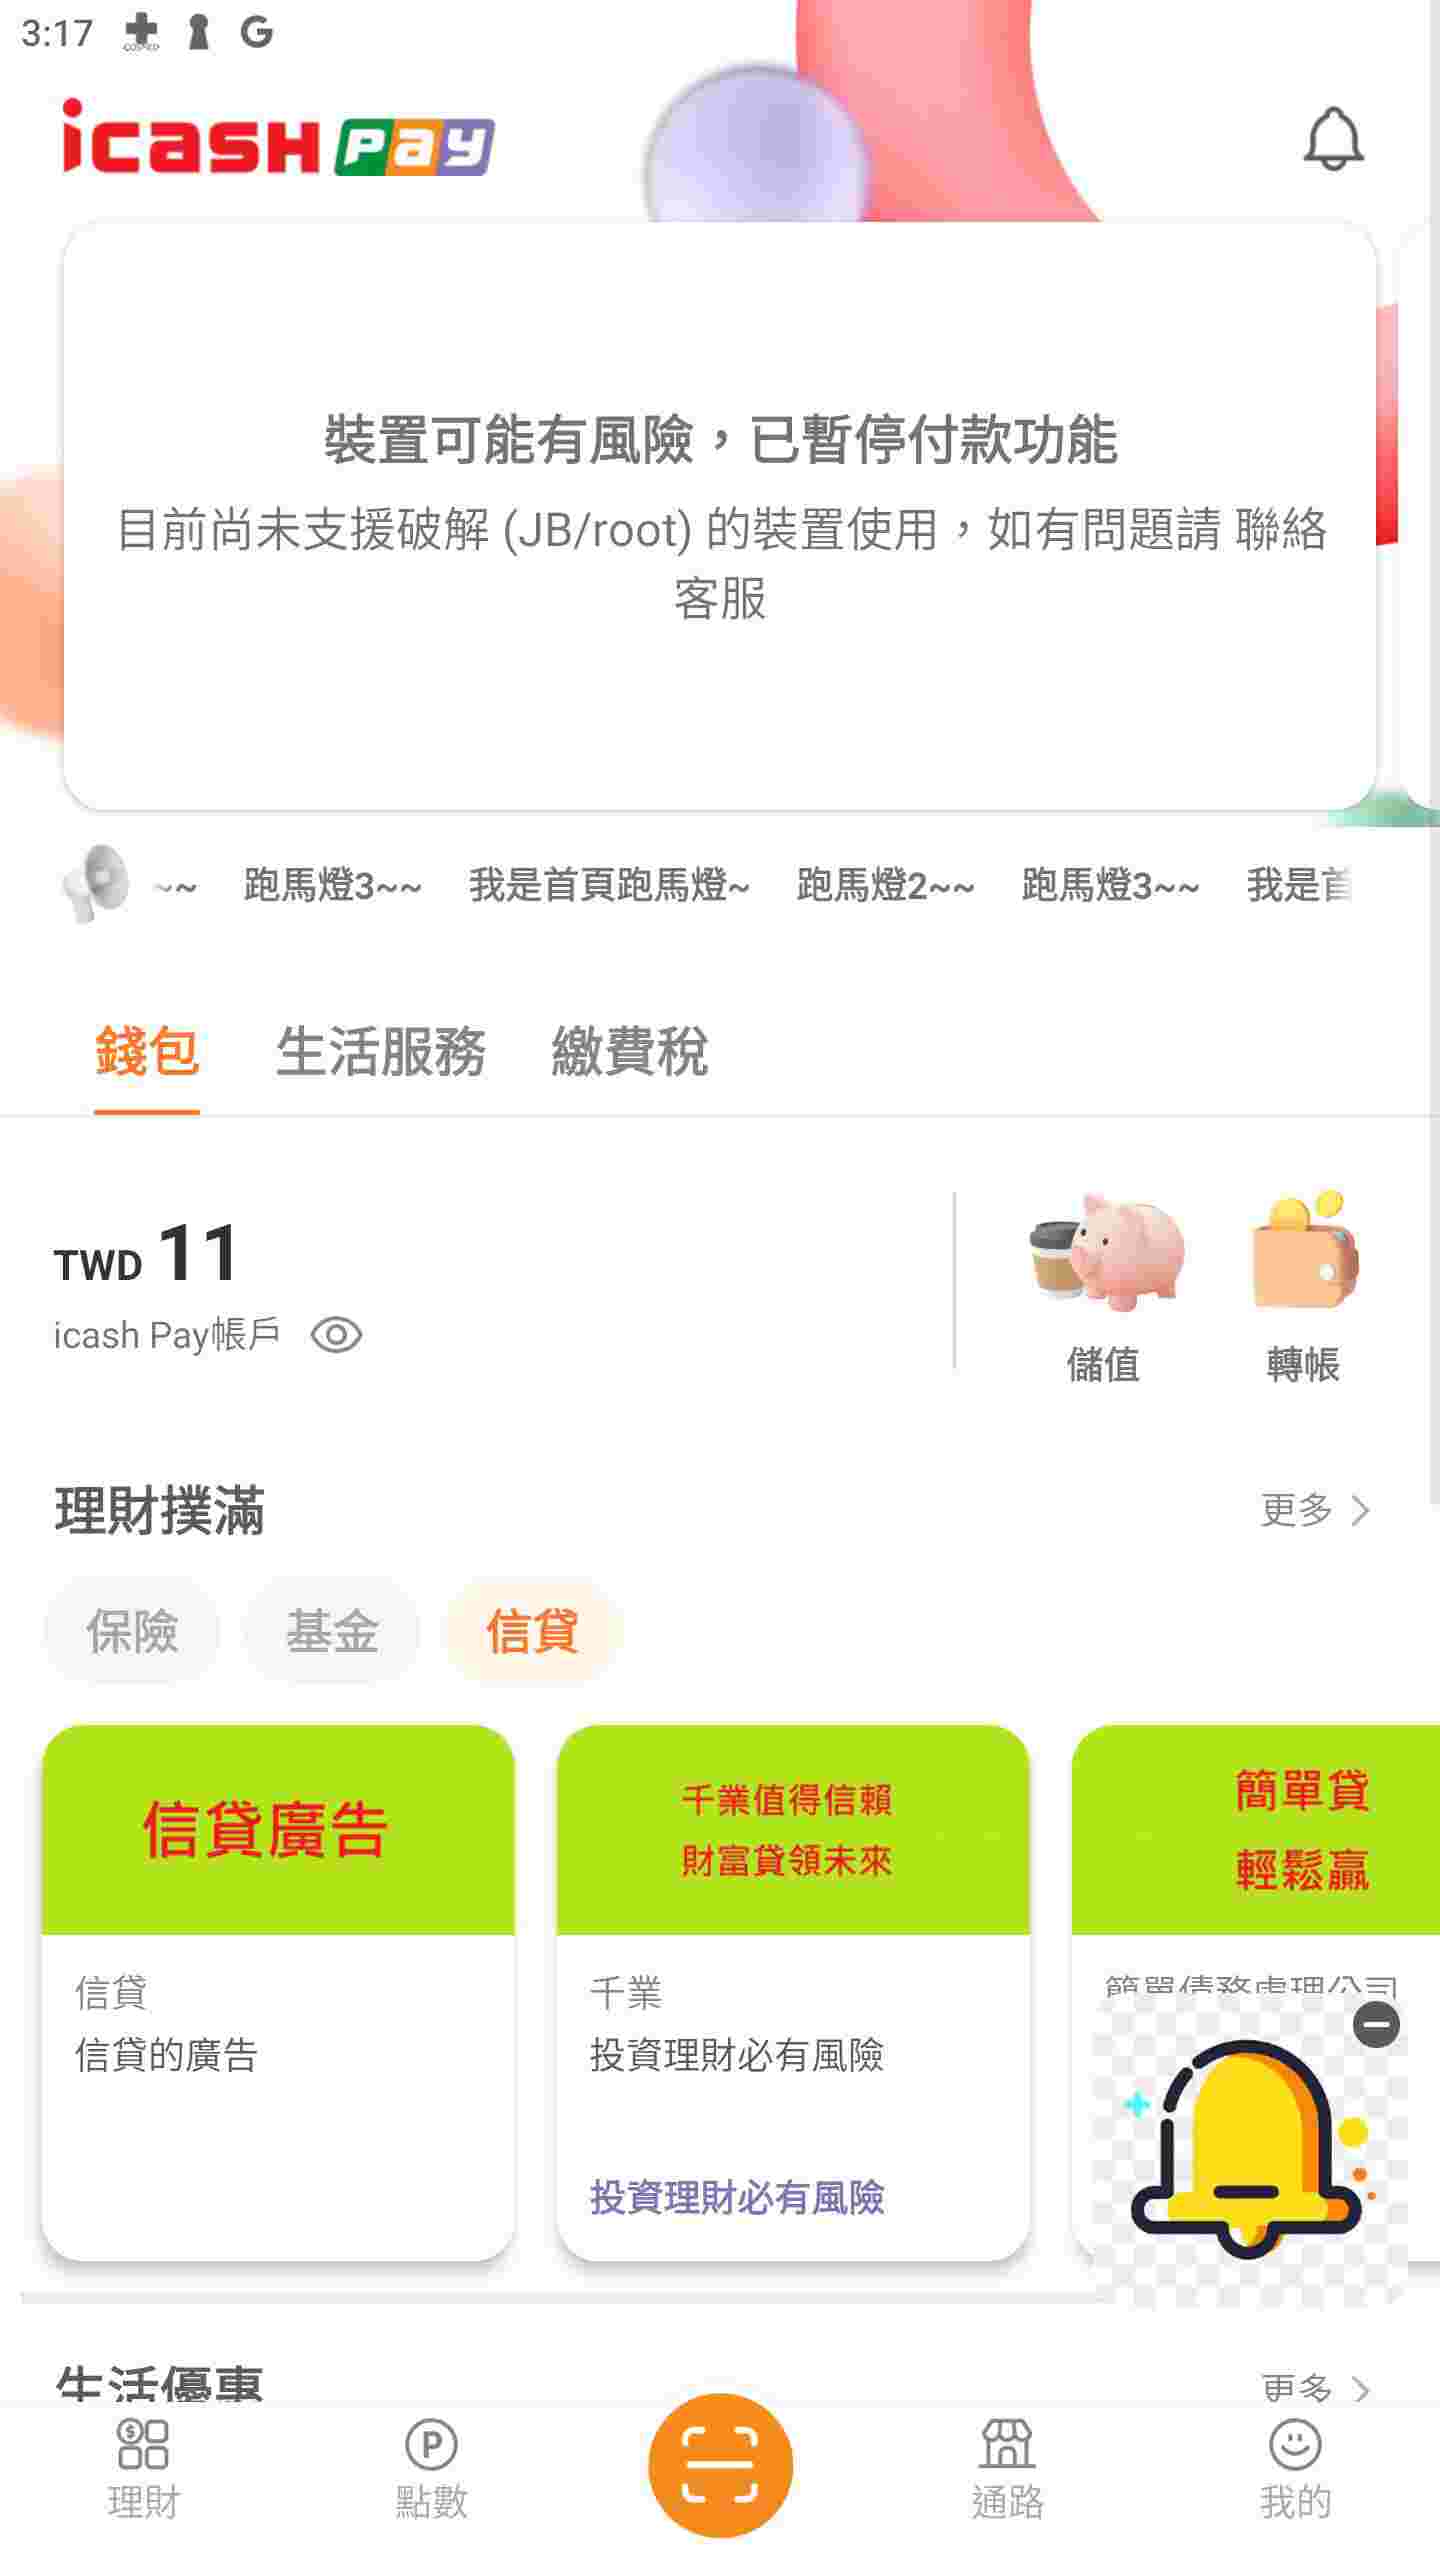 3:17
icash Pay
裝置可能有風險，已暫停付款功能
目前尚未支援破解 (JB/root) 的裝置使用，如有問題請 聯絡
客服
~~ 跑馬燈3~~ 我是首頁跑馬燈~ 跑馬燈2~~ 跑馬燈3~~ 我是首
錢包 生活服務 繳費稅
TWD 11
icash Pay帳戶
儲值 轉帳
理財撲滿 更多
保險 基金 信貸
信貸廣告
信貸
信貸的廣告
千業值得信賴
財富貸領未來
千業
投資理財必有風險
投資理財必有風險
簡單貸
輕鬆贏
簡單債務處理公司
生活優惠 更多
理財 點數 通路 我的